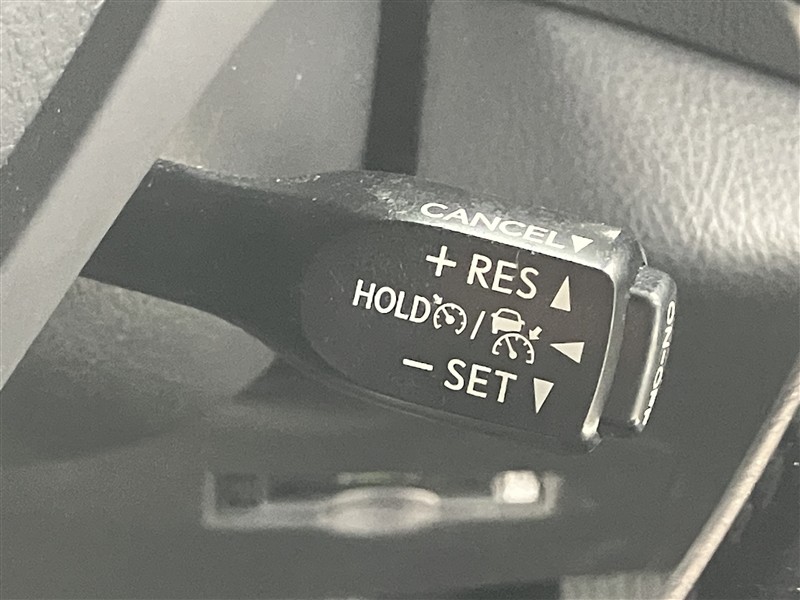 CANCEL▼
+ RES ▲
HOLD / ◀
− SET ▼
ON-OFF